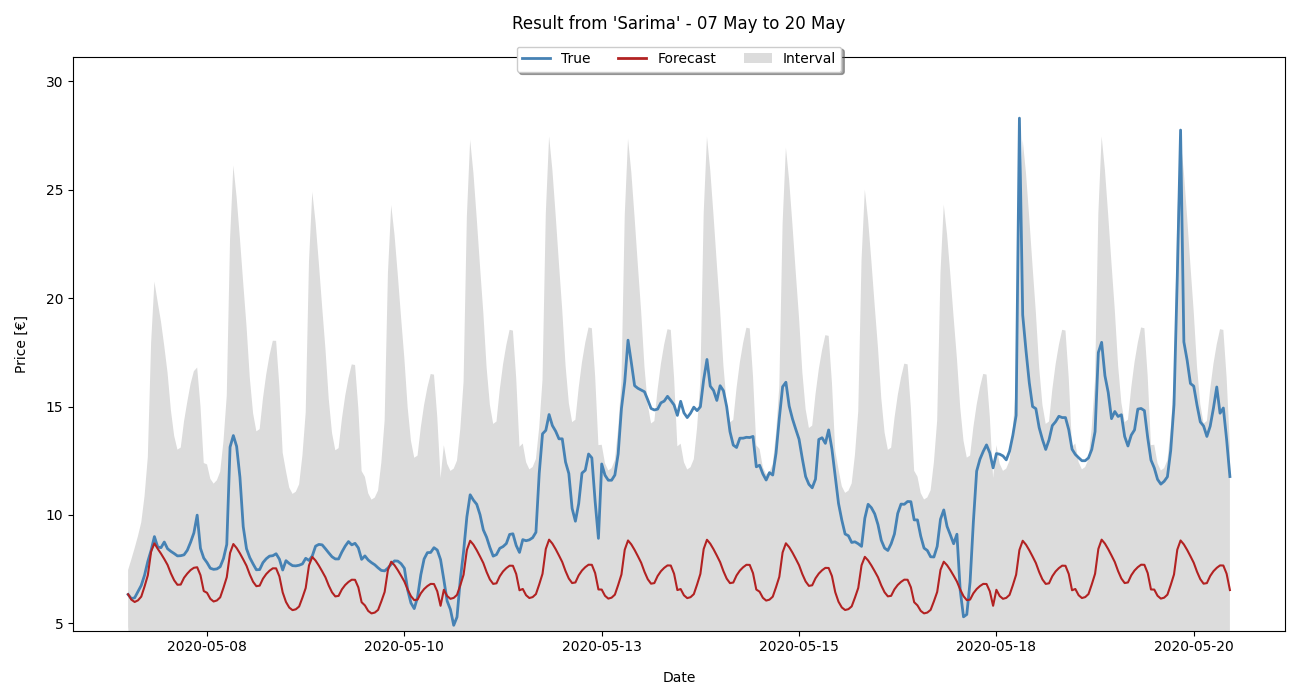 Result from 'Sarima' - 07 May to 20 May
True Forecast Interval
30
25
20
15
10
5
Price [€]
2020-05-08 2020-05-10 2020-05-13 2020-05-15 2020-05-18 2020-05-20
Date